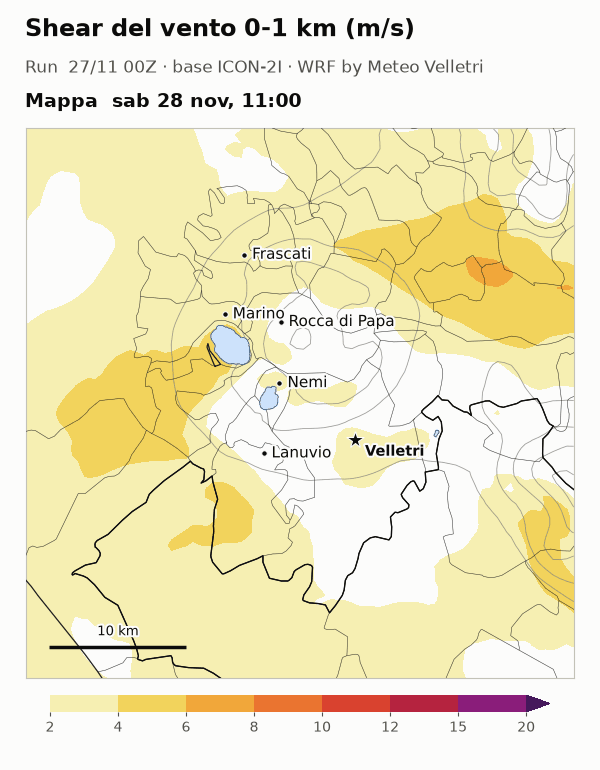 Shear del vento 0-1 km (m/s)
Run  27/11 00Z · base ICON-2I · WRF by Meteo Velletri
Mappa  sab 28 nov, 11:00
Frascati
Marino
Rocca di Papa
Nemi
Velletri
Lanuvio
10 km
2 4 6 8 10 12 15 20